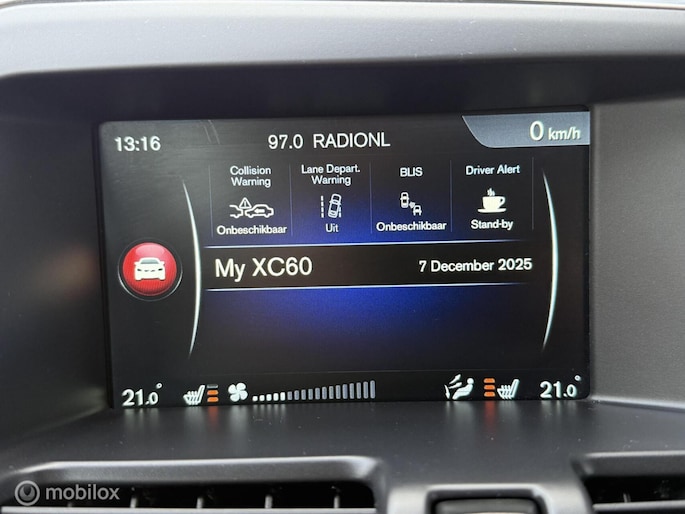 13:16 97.0 RADIONL 0 km/h
Collision Warning
Lane Depart. Warning
BLIS
Driver Alert
Onbeschikbaar
Uit
Onbeschikbaar
Stand-by
My XC60 7 December 2025
21.0° 21.0°
mobilox